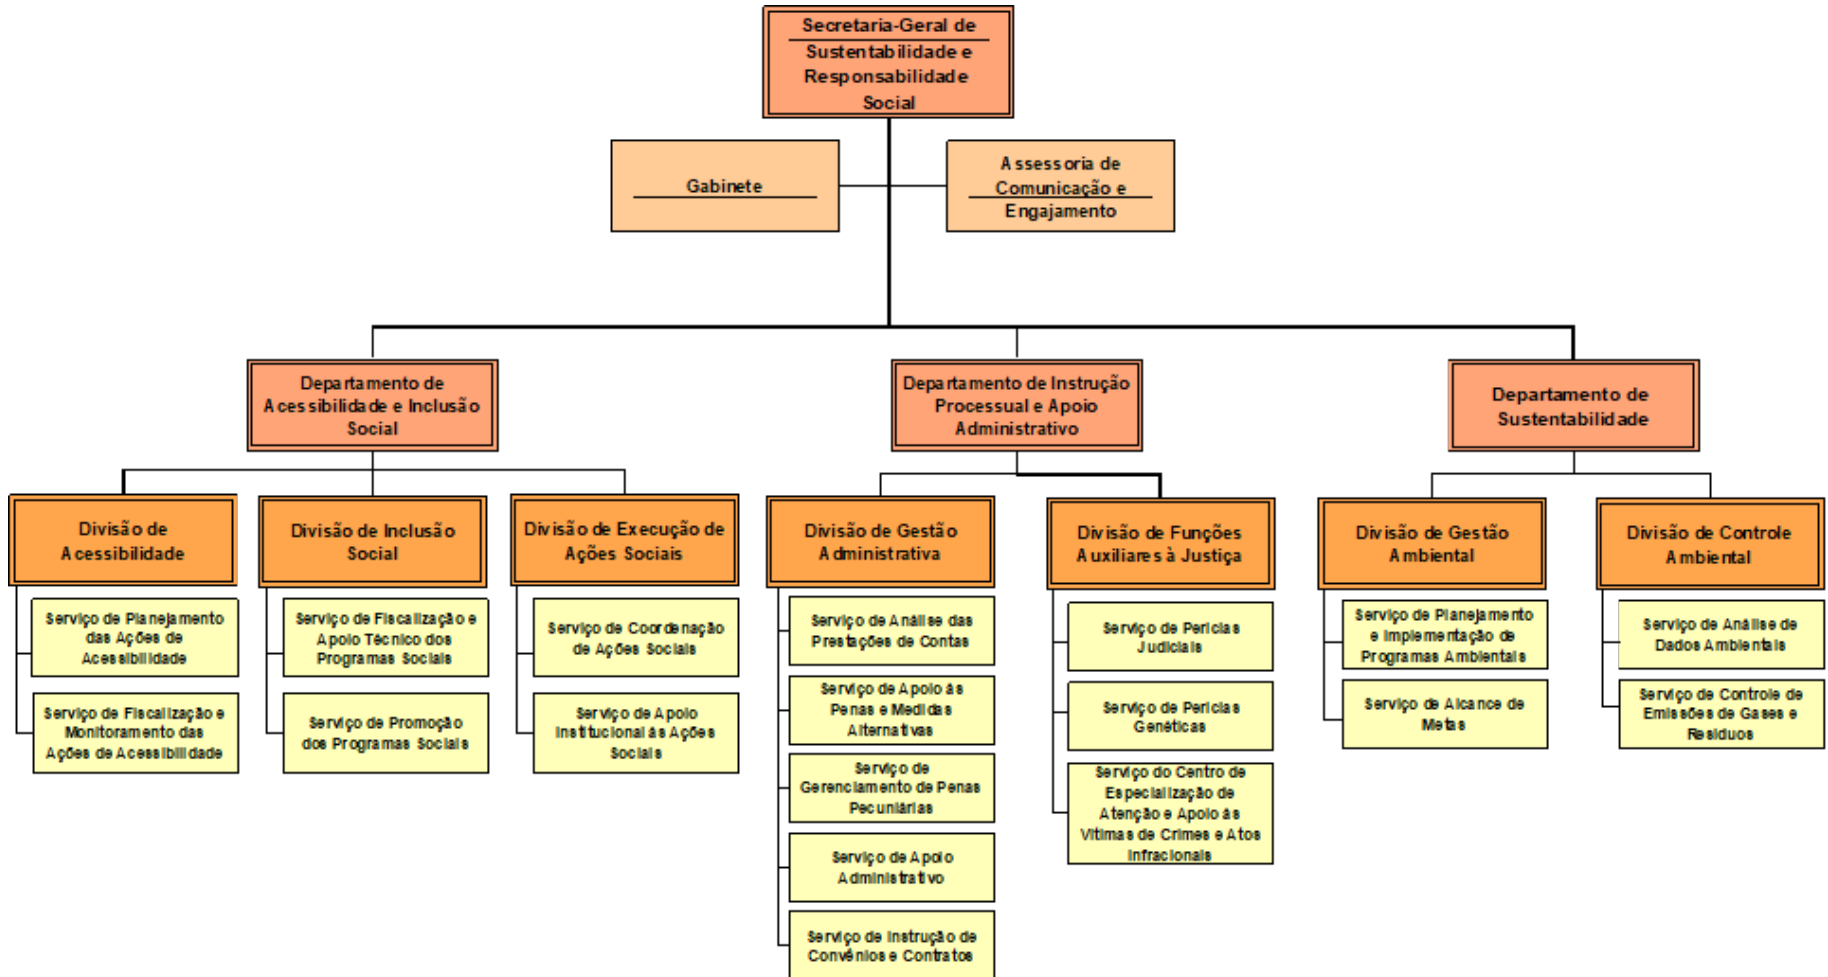 Secretaria-Geral de
Sustentabilidade e
Responsabilidade
Social
Gabinete
Assessoria de
Comunicação e
Engajamento
Departamento de
Acessibilidade e Inclusão
Social
Departamento de Instrução
Processual e Apoio
Administrativo
Departamento de
Sustentabilidade
Divisão de
Acessibilidade
Divisão de Inclusão
Social
Divisão de Execução de
Ações Sociais
Divisão de Gestão
Administrativa
Divisão de Funções
Auxiliares à Justiça
Divisão de Gestão
Ambiental
Divisão de Controle
Ambiental
Serviço de Planejamento
das Ações de
Acessibilidade
Serviço de Fiscalização e
Monitoramento das
Ações de Acessibilidade
Serviço de Fiscalização e
Apoio Técnico dos
Programas Sociais
Serviço de Promoção
dos Programas Sociais
Serviço de Coordenação
de Ações Sociais
Serviço de Apoio
Institucional às Ações
Sociais
Serviço de Análise das
Prestações de Contas
Serviço de Apoio às
Penas e Medidas
Alternativas
Serviço de
Gerenciamento de Penas
Pecuniárias
Serviço de Apoio
Administrativo
Serviço de Instrução de
Convênios e Contratos
Serviço de Perícias
Judiciais
Serviço de Perícias
Genéticas
Serviço do Centro de
Especialização de
Atenção e Apoio às
Vítimas de Crimes e Atos
Infracionais
Serviço de Planejamento
e Implementação de
Programas Ambientais
Serviço de Alcance de
Metas
Serviço de Análise de
Dados Ambientais
Serviço de Controle de
Emissões de Gases e
Resíduos